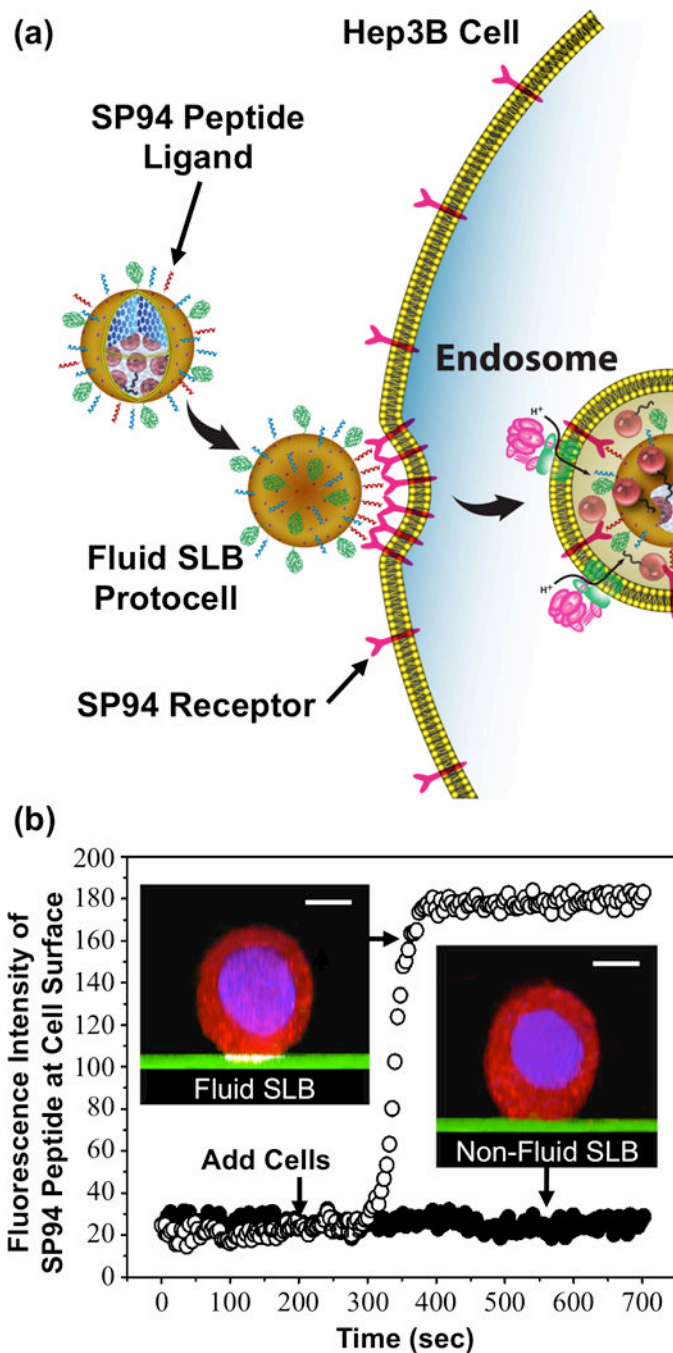 (a)
Hep3B Cell
SP94 Peptide
Ligand
Endosome
H⁺
Fluid SLB
Protocell
H⁺
SP94 Receptor
(b)
Fluorescence Intensity of
SP94 Peptide at Cell Surface
200
180
160
140
120
100
80
60
40
20
0
Fluid SLB
Non-Fluid SLB
Add Cells
0 100 200 300 400 500 600 700
Time (sec)